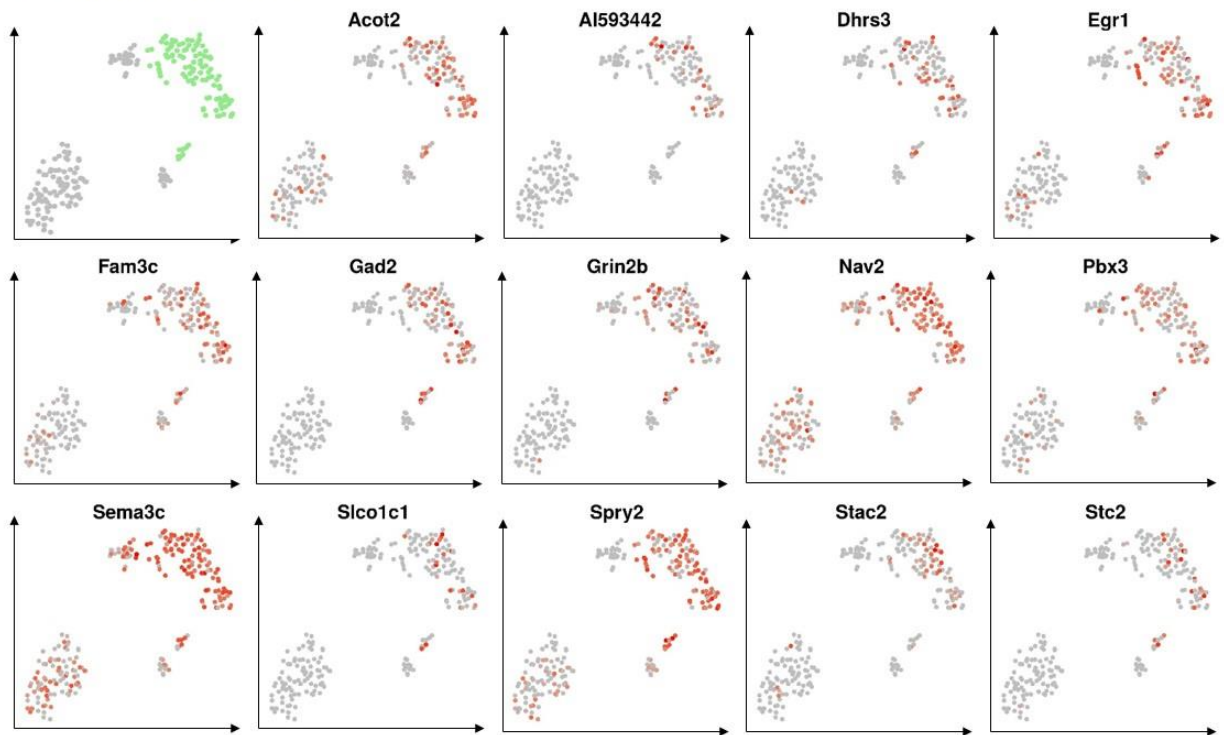 Acot2
AI593442
Dhrs3
Egr1
Fam3c
Gad2
Grin2b
Nav2
Pbx3
Sema3c
Slco1c1
Spry2
Stac2
Stc2